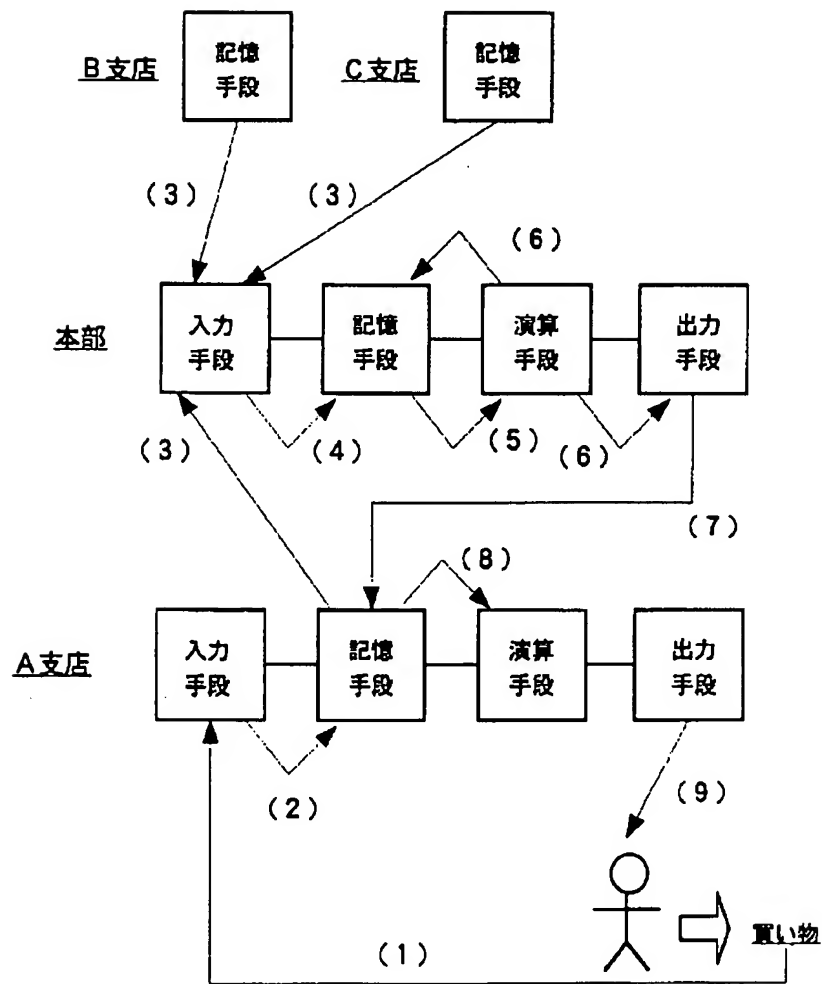 B支店
記憶
手段
C支店
記憶
手段
(3)
(3)
(6)
本部
入力
手段
記憶
手段
演算
手段
出力
手段
(3)
(4)
(5)
(6)
(7)
(8)
A支店
入力
手段
記憶
手段
演算
手段
出力
手段
(2)
(9)
買い物
(1)